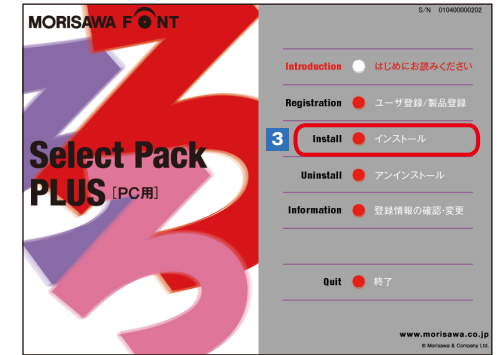 MORISAWA FONT
S/N 010400000202
Select Pack
PLUS [PC用]
Introduction はじめにお読みください
Registration ユーザ登録/製品登録
3 Install インストール
Uninstall アンインストール
Information 登録情報の確認・変更
Quit 終了
www.morisawa.co.jp
© Morisawa & Company Ltd.